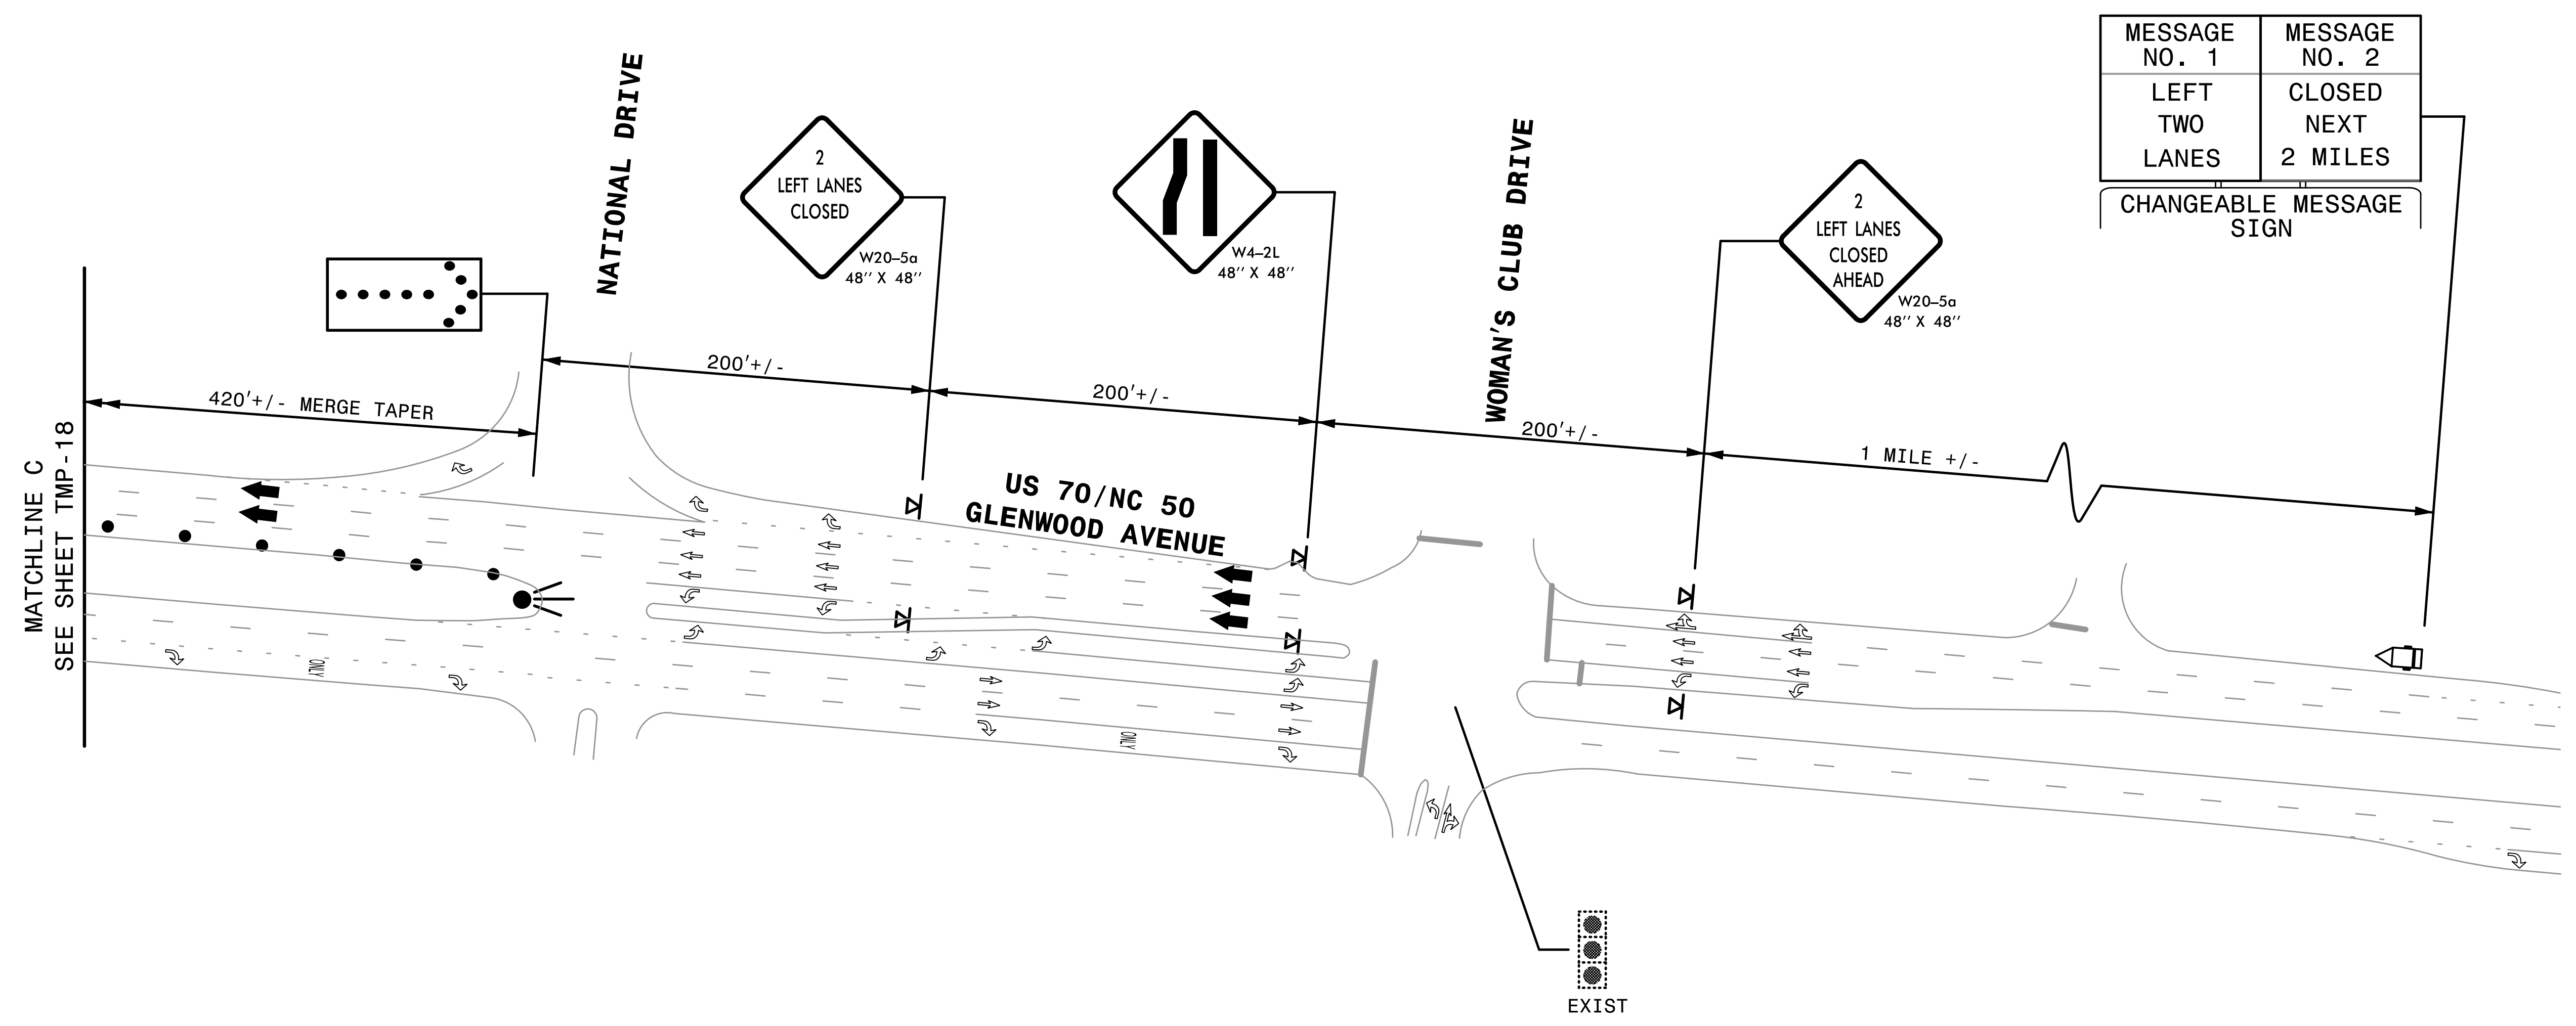 MESSAGE NO. 1
MESSAGE NO. 2
LEFT
TWO
LANES
CLOSED
NEXT
2 MILES
CHANGEABLE MESSAGE
SIGN
NATIONAL DRIVE
2
LEFT LANES
CLOSED
W20-5a
48'' X 48''
W4-2L
48'' X 48''
WOMAN'S CLUB DRIVE
2
LEFT LANES
CLOSED
AHEAD
W20-5a
48'' X 48''
420'+/- MERGE TAPER
200'+/-
200'+/-
200'+/-
1 MILE +/-
MATCHLINE C
SEE SHEET TMP-18
US 70/NC 50
GLENWOOD AVENUE
ONLY
ONLY
EXIST